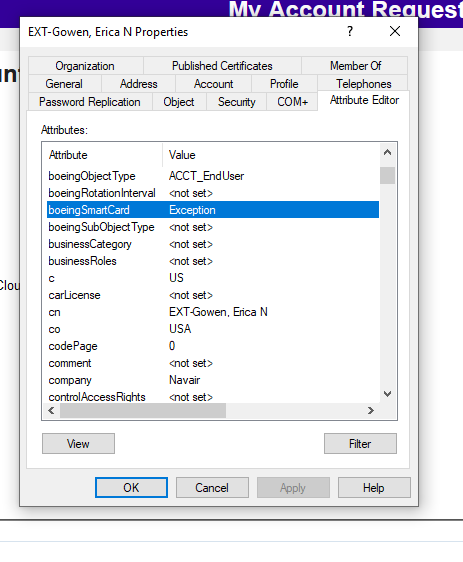 My Account Request
EXT-Gowen, Erica N Properties
Organization Published Certificates Member Of
General Address Account Profile Telephones
Password Replication Object Security COM+ Attribute Editor
Attributes:
Attribute Value
boeingObjectType ACCT_EndUser
boeingRotationInterval <not set>
boeingSmartCard Exception
boeingSubObjectType <not set>
businessCategory <not set>
businessRoles <not set>
c US
carLicense <not set>
cn EXT-Gowen, Erica N
co USA
codePage 0
comment <not set>
company Navair
controlAccessRights <not set>
View Filter
OK Cancel Apply Help